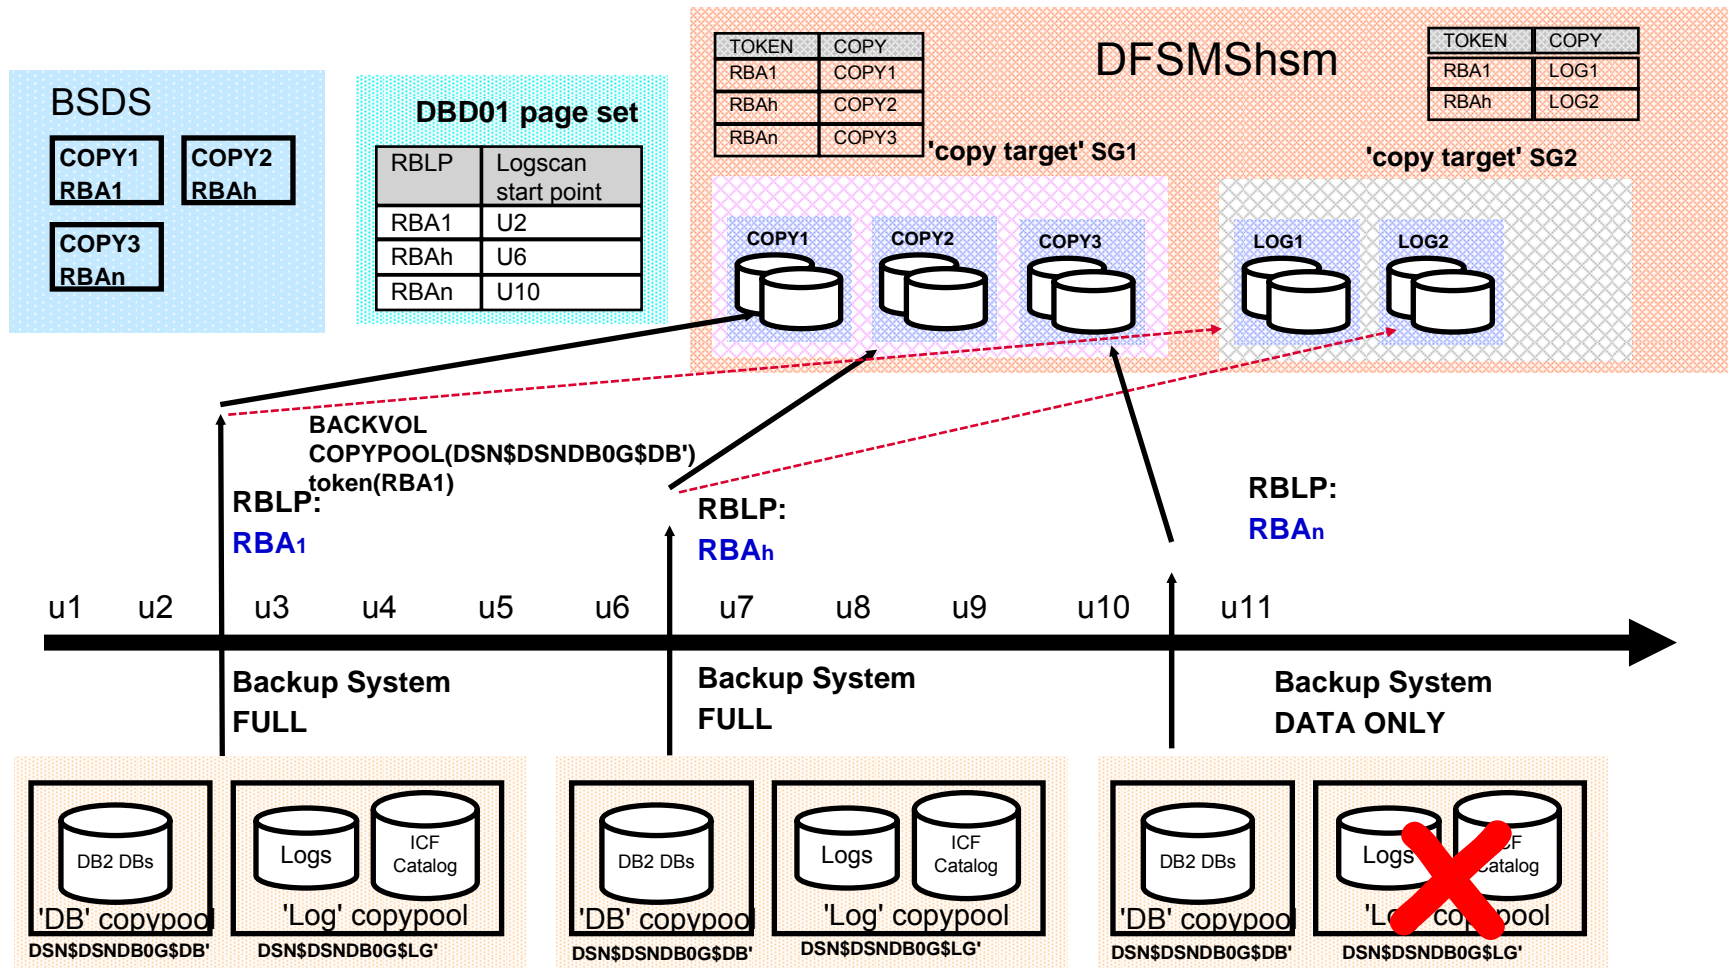 BSDS
COPY1
RBA1
COPY2
RBAh
COPY3
RBAn
DBD01 page set
RBLP
Logscan
start point
RBA1
U2
RBAh
U6
RBAn
U10
TOKEN
COPY
RBA1
COPY1
RBAh
COPY2
RBAn
COPY3
DFSMShsm
TOKEN
COPY
RBA1
LOG1
RBAh
LOG2
'copy target' SG1
'copy target' SG2
COPY1
COPY2
COPY3
LOG1
LOG2
BACKVOL
COPYPOOL(DSN$DSNDB0G$DB')
token(RBA1)
RBLP:
RBA1
RBLP:
RBAh
RBLP:
RBAn
u1
u2
u3
u4
u5
u6
u7
u8
u9
u10
u11
Backup System
FULL
Backup System
FULL
Backup System
DATA ONLY
DB2 DBs
'DB' copypool
DSN$DSNDB0G$DB'
Logs
ICF
Catalog
'Log' copypool
DSN$DSNDB0G$LG'
DB2 DBs
'DB' copypool
DSN$DSNDB0G$DB'
Logs
ICF
Catalog
'Log' copypool
DSN$DSNDB0G$LG'
DB2 DBs
'DB' copypool
DSN$DSNDB0G$DB'
Logs
ICF
Catalog
'Log' copypool
DSN$DSNDB0G$LG'